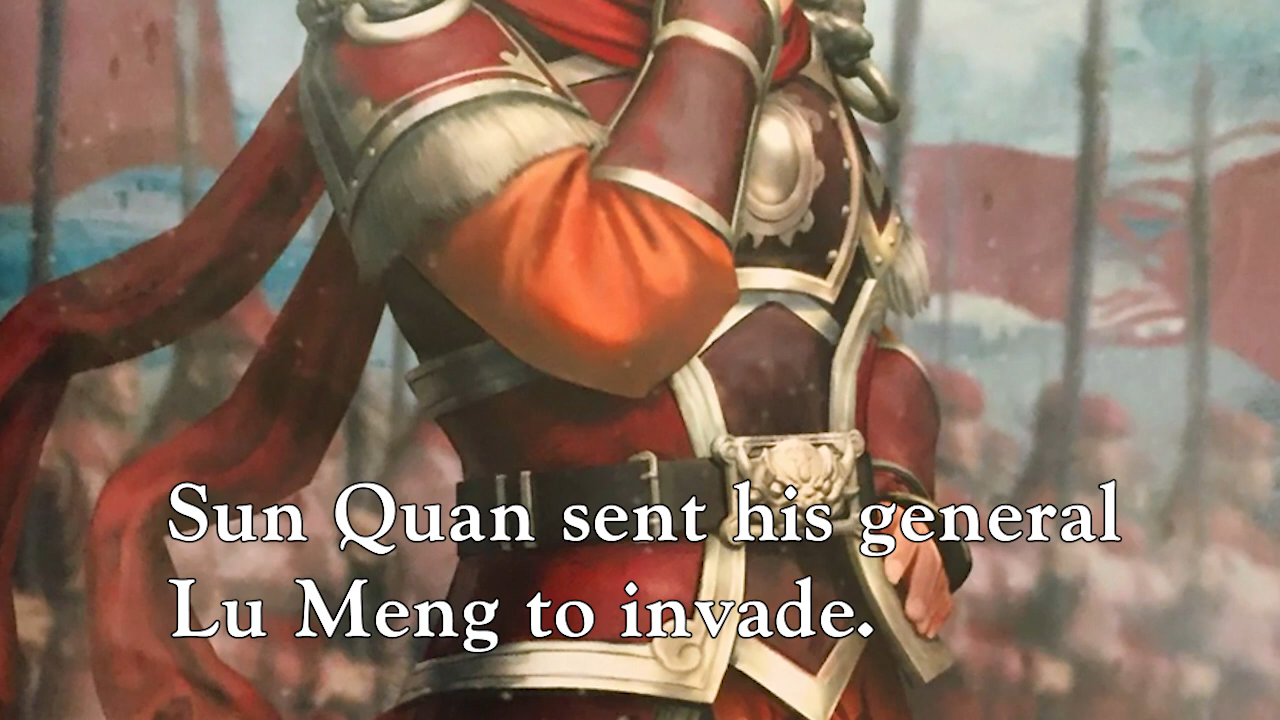 Sun Quan sent his general
Lu Meng to invade.